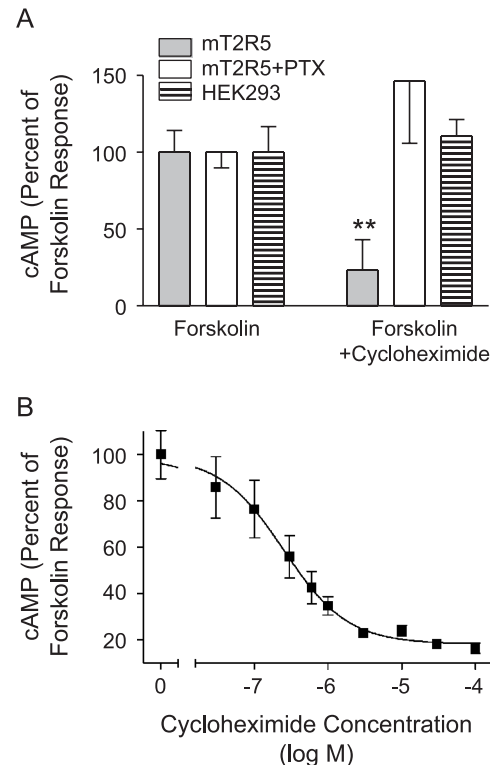 A
mT2R5
mT2R5+PTX
HEK293
cAMP (Percent of
Forskolin Response)
150
100
50
0
**
Forskolin
Forskolin
+Cycloheximide
B
cAMP (Percent of
Forskolin Response)
100
80
60
40
20
0
-7
-6
-5
-4
Cycloheximide Concentration
(log M)